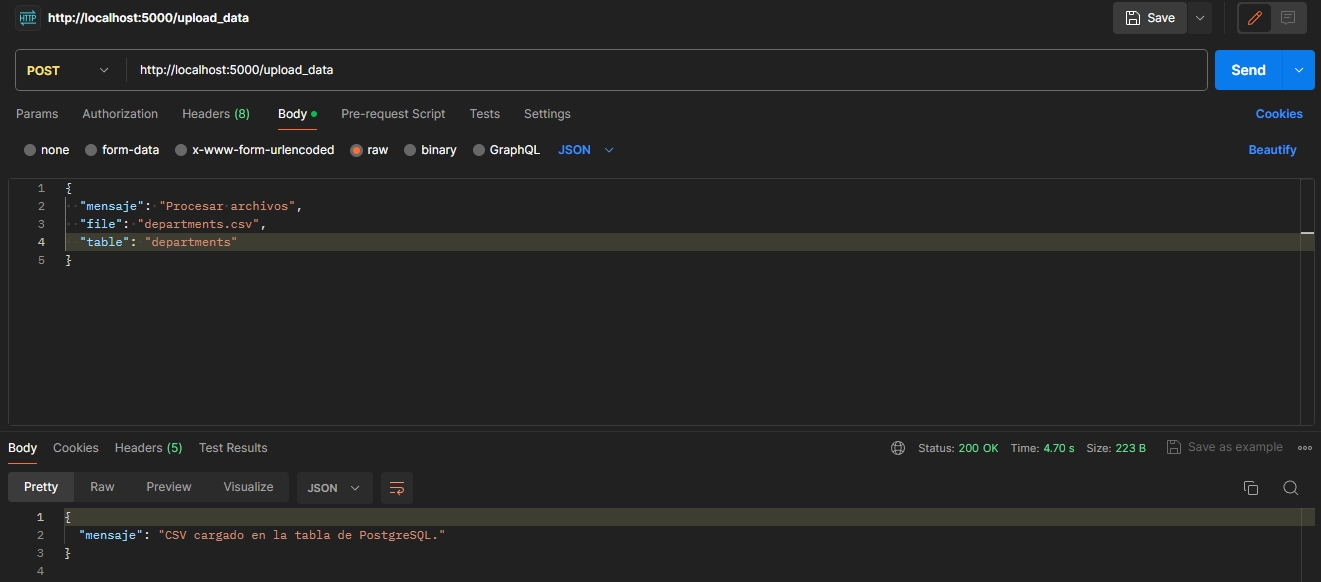 HTTP http://localhost:5000/upload_data Save
POST http://localhost:5000/upload_data Send
Params Authorization Headers (8) Body Pre-request Script Tests Settings Cookies
none form-data x-www-form-urlencoded raw binary GraphQL JSON Beautify
1 {
2 "mensaje": "Procesar archivos",
3 "file": "departments.csv",
4 "table": "departments"
5 }
Body Cookies Headers (5) Test Results Status: 200 OK Time: 4.70 s Size: 223 B Save as example
Pretty Raw Preview Visualize JSON
1 {
2 "mensaje": "CSV cargado en la tabla de PostgreSQL."
3 }
4